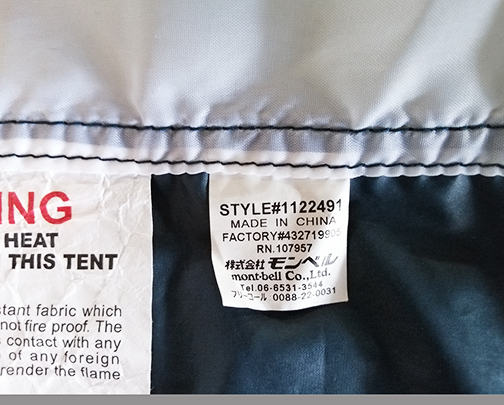 ING
HEAT
THIS TENT
stant fabric which
not fire proof. The
contact with any
of any foreign
render the flame
STYLE#1122491
MADE IN CHINA
FACTORY#432719905
RN.107957
株式会社 モンベル
mont-bell Co.,Ltd.
Tel.06-6531-3544
フリーコール 0088-22-0031